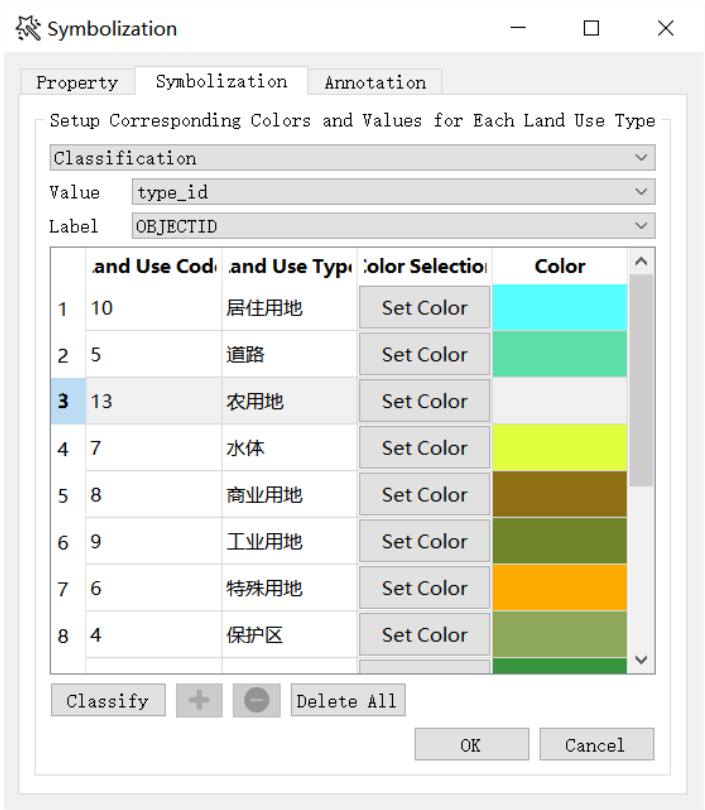 Symbolization
Property Symbolization Annotation
Setup Corresponding Colors and Values for Each Land Use Type
Classification
Value type_id
Label OBJECTID
and Use Code and Use Type Color Selection Color
1 10 居住用地 Set Color
2 5 道路 Set Color
3 13 农用地 Set Color
4 7 水体 Set Color
5 8 商业用地 Set Color
6 9 工业用地 Set Color
7 6 特殊用地 Set Color
8 4 保护区 Set Color
Classify Delete All
OK Cancel